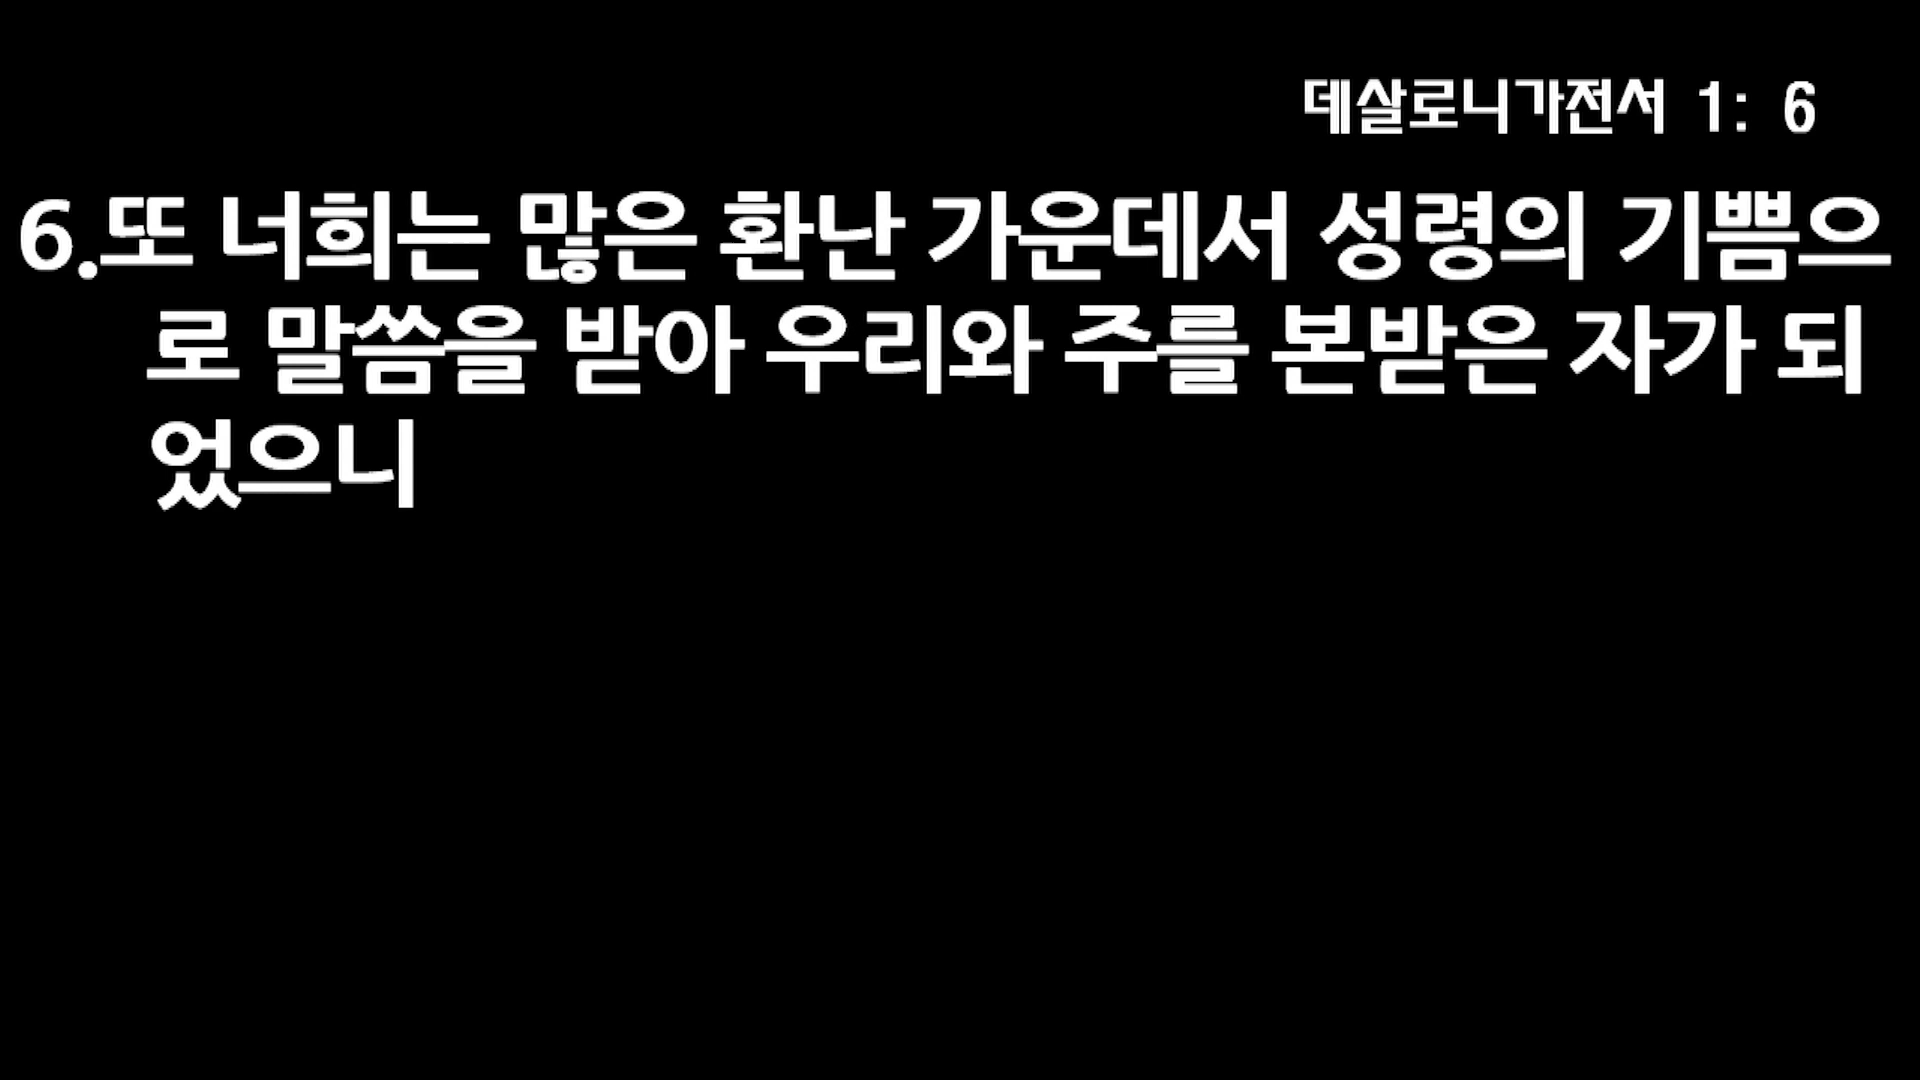 데살로니가전서 1: 6
6.또 너희는 많은 환난 가운데서 성령의 기쁨으
로 말씀을 받아 우리와 주를 본받은 자가 되
었으니